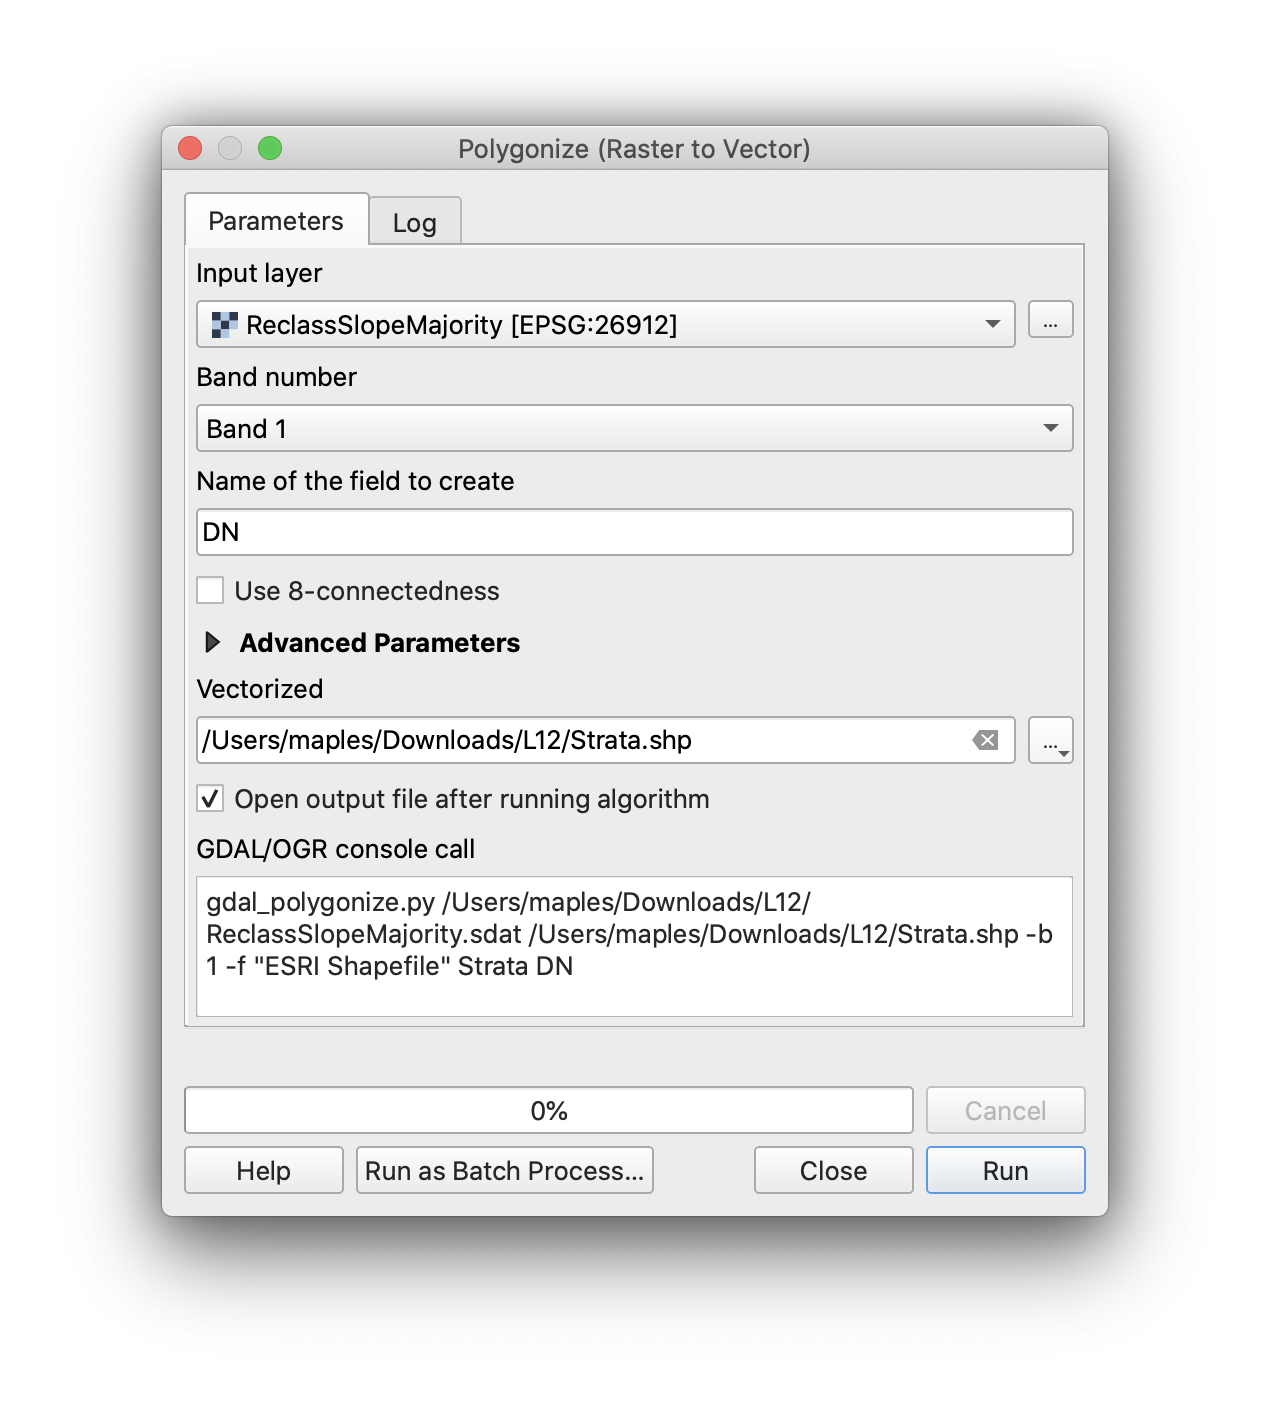 Polygonize (Raster to Vector)
Parameters
Log
Input layer
ReclassSlopeMajority [EPSG:26912]
...
Band number
Band 1
Name of the field to create
DN
Use 8-connectedness
Advanced Parameters
Vectorized
/Users/maples/Downloads/L12/Strata.shp
...
Open output file after running algorithm
GDAL/OGR console call
gdal_polygonize.py /Users/maples/Downloads/L12/
ReclassSlopeMajority.sdat /Users/maples/Downloads/L12/Strata.shp -b
1 -f "ESRI Shapefile" Strata DN
0%
Cancel
Help
Run as Batch Process...
Close
Run